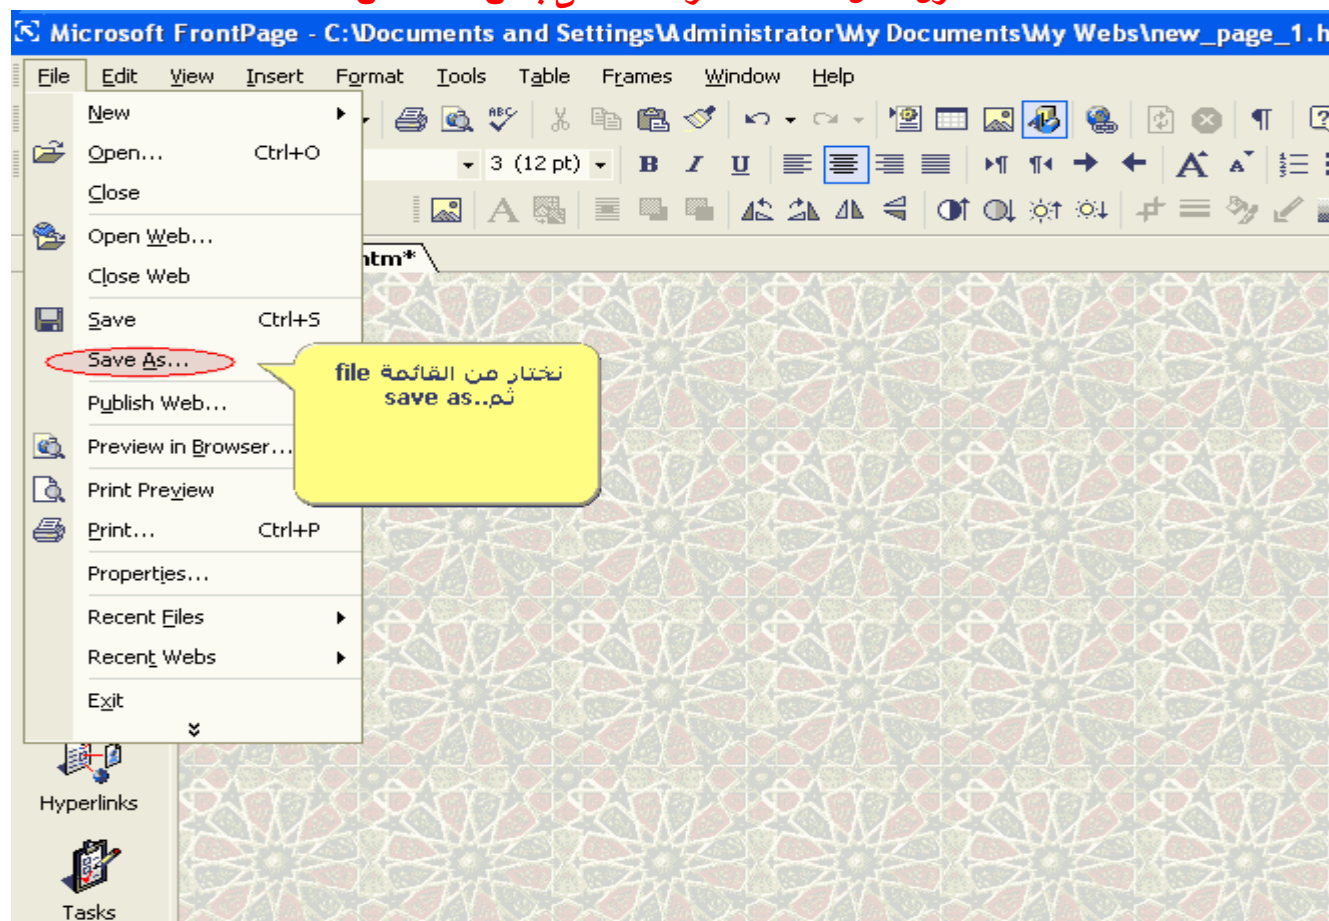 Microsoft FrontPage - C:\Documents and Settings\Administrator\My Documents\My Webs\new_page_1.h
File Edit View Insert Format Tools Table Frames Window Help
New
Open... Ctrl+O
3 (12 pt) B I U
Close
Open Web...
htm*
Close Web
Save Ctrl+S
Save As...
نختار من القائمة file
ثم..save as
Publish Web...
Preview in Browser...
Print Preview
Print... Ctrl+P
Properties...
Recent Files
Recent Webs
Exit
Hyperlinks
Tasks